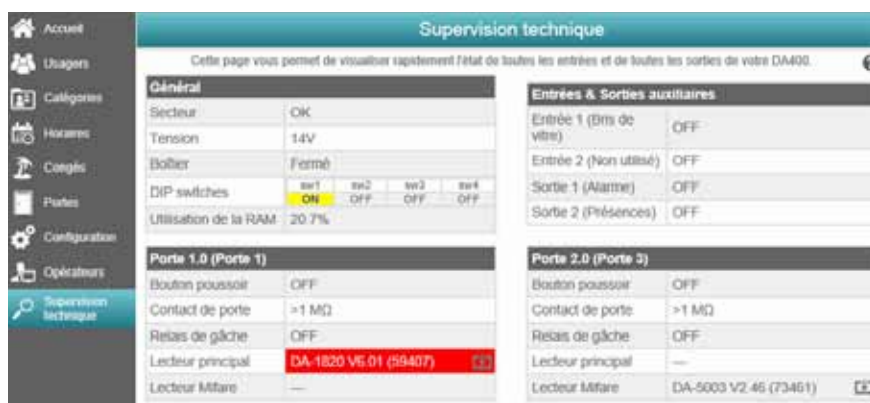 Accueil
Supervision technique
Usagers
Cette page vous permet de visualiser rapidement l'état de toutes les entrées et de toutes les sorties de votre DA400.
Catégories
Horaires
Congés
Portes
Configuration
Opérateurs
Supervision
technique
Général
Secteur OK
Tension 14V
Boîtier Fermé
DIP switches sw1 sw2 sw3 sw4
ON OFF OFF OFF
Utilisation de la RAM 20.7%
Entrées & Sorties auxiliaires
Entrée 1 (Bris de
vitre) OFF
Entrée 2 (Non utilisé) OFF
Sortie 1 (Alarme) OFF
Sortie 2 (Présences) OFF
Porte 1.0 (Porte 1)
Bouton poussoir OFF
Contact de porte >1 MΩ
Relais de gâche OFF
Lecteur principal DA-1820 V6.01 (59407)
Lecteur Mifare —
Porte 2.0 (Porte 3)
Bouton poussoir OFF
Contact de porte >1 MΩ
Relais de gâche OFF
Lecteur principal —
Lecteur Mifare DA-5003 V2.46 (73461)